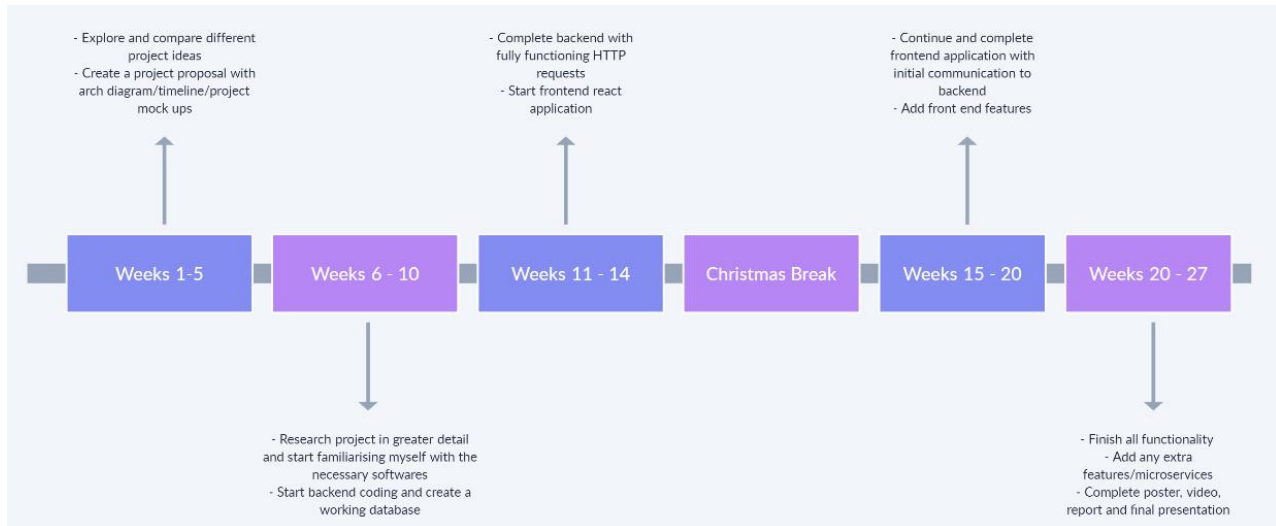 - Explore and compare different
project ideas
- Create a project proposal with
arch diagram/timeline/project
mock ups
- Complete backend with
fully functioning HTTP
requests
- Start frontend react
application
- Continue and complete
frontend application with
initial communication to
backend
- Add front end features
Weeks 1-5
Weeks 6 - 10
Weeks 11 - 14
Christmas Break
Weeks 15 - 20
Weeks 20 - 27
- Research project in greater detail
and start familiarising myself with the
necessary softwares
- Start backend coding and create a
working database
- Finish all functionality
- Add any extra
features/microservices
- Complete poster, video,
report and final presentation